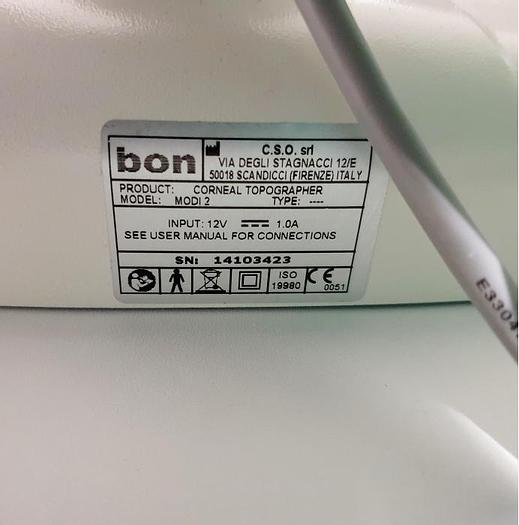 bon
C.S.O. srl
VIA DEGLI STAGNACCI 12/E
50018 SCANDICCI (FIRENZE) ITALY
PRODUCT: CORNEAL TOPOGRAPHER
MODEL: MODI 2 TYPE: ----
INPUT: 12V 1.0A
SEE USER MANUAL FOR CONNECTIONS
SN: 14103423
ISO
19980
CE
0051